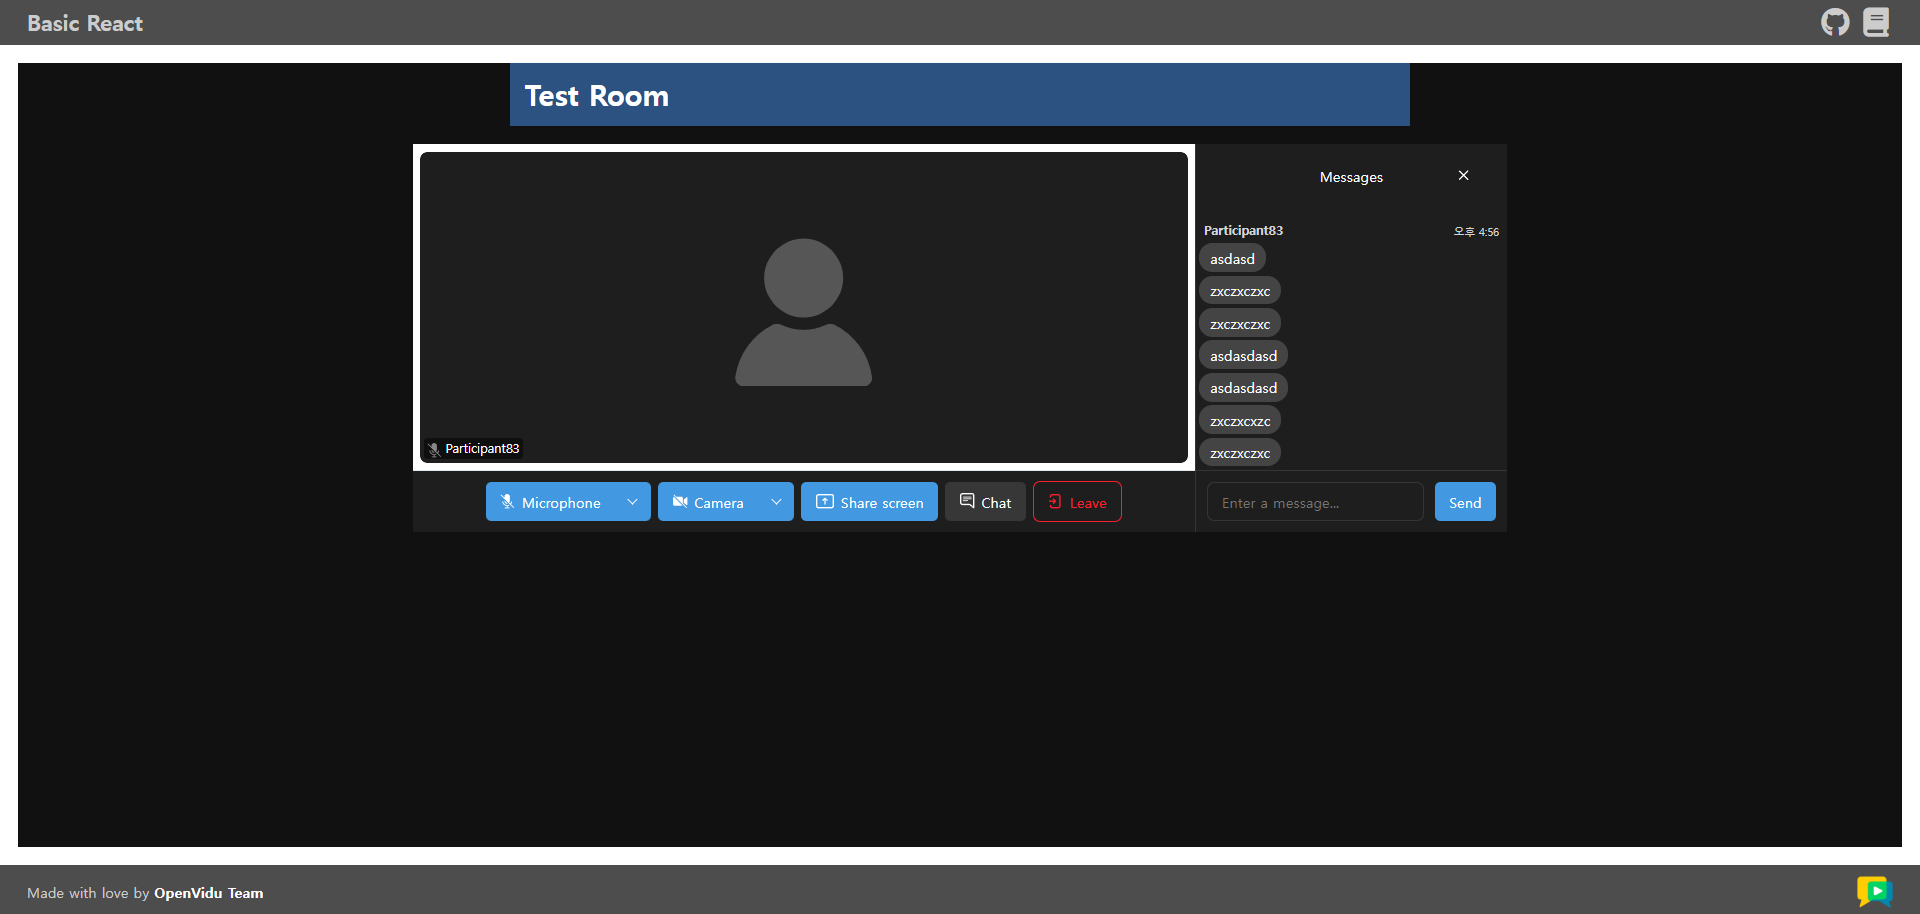 Basic React
Test Room
Messages
Participant83 오후 4:56
asdasd
zxczxczxc
zxczxczxc
asdasdasd
asdasdasd
zxczxcxzc
zxczxczxc
Participant83
Microphone Camera Share screen Chat Leave
Enter a message... Send
Made with love by OpenVidu Team